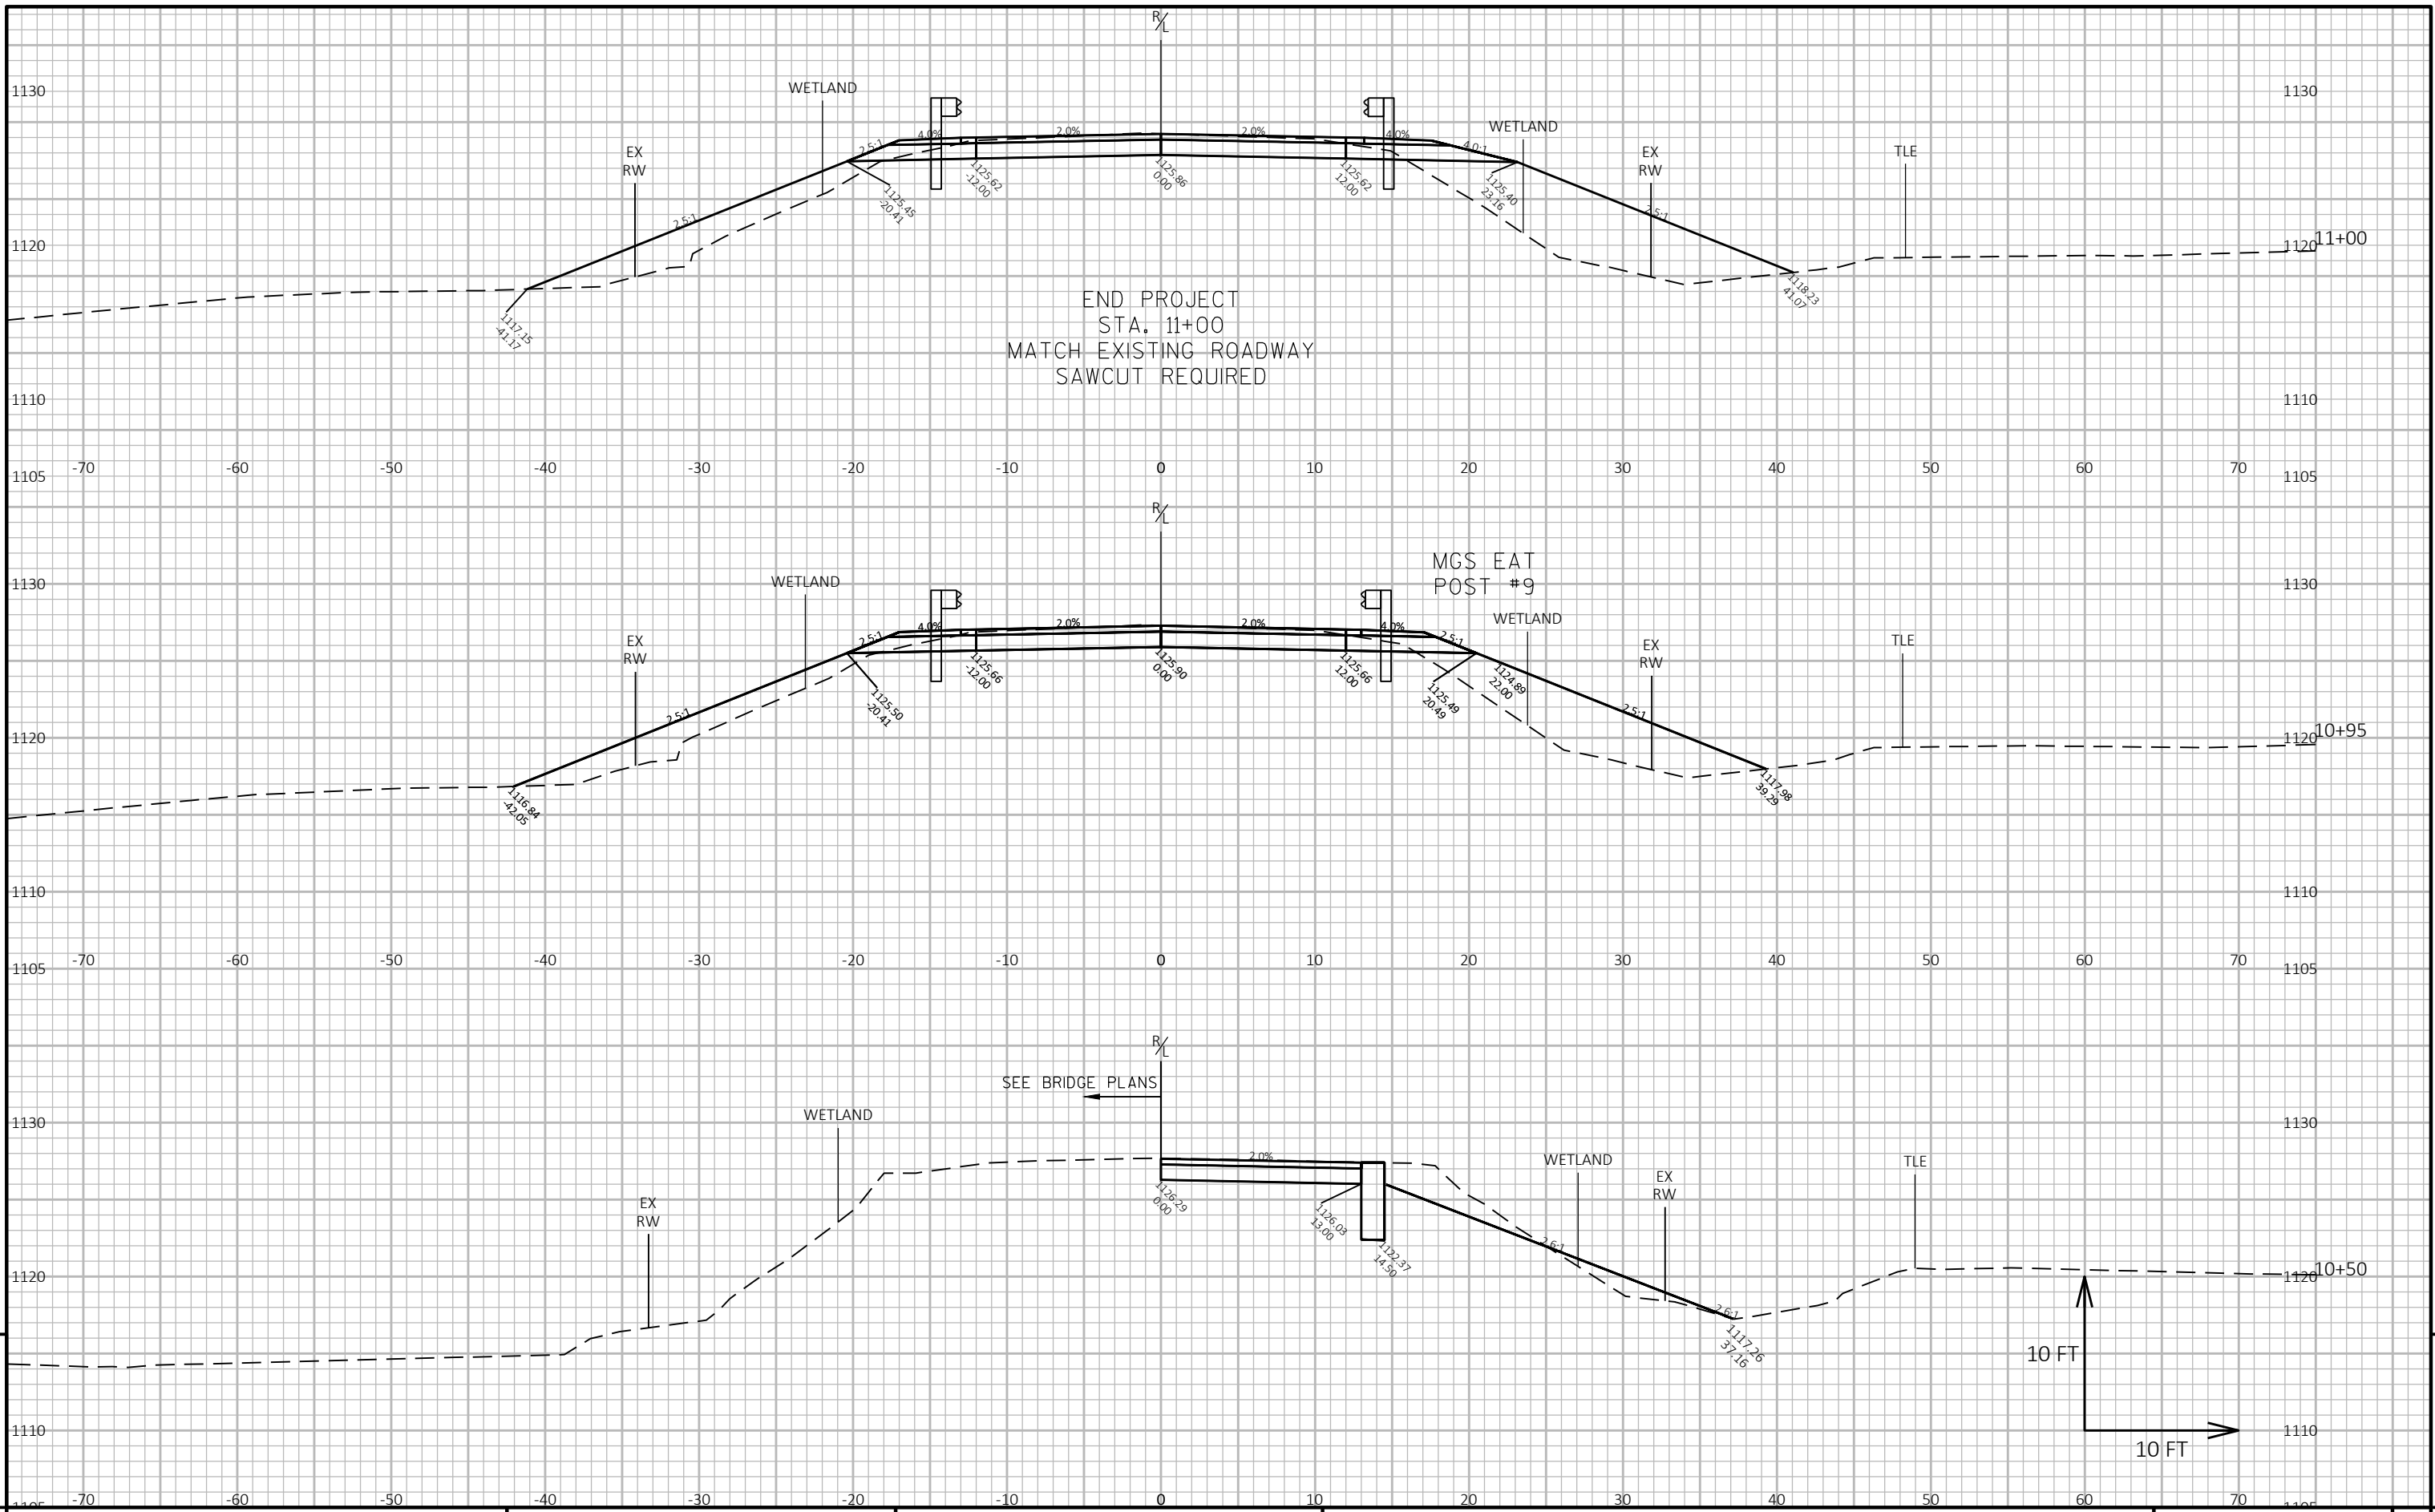 R/L
1130
WETLAND
1130
WETLAND
EX
RW
4.0%
2.0%
2.0%
4.0%
EX
RW
TLE
2.5:1
4.0:1
1125.62
-12.00
1125.86
0.00
1125.62
12.00
1125.45
-20.41
1125.40
23.16
2.5:1
2.5:1
1120
1120
11+00
1117.15
-41.17
1118.23
41.07
END PROJECT
STA. 11+00
MATCH EXISTING ROADWAY
SAWCUT REQUIRED
1110
1110
-70 -60 -50 -40 -30 -20 -10 0 10 20 30 40 50 60 70
1105
1105
R/L
MGS EAT
POST #9
1130
WETLAND
1130
WETLAND
EX
RW
4.0%
2.0%
2.0%
4.0%
EX
RW
TLE
2.5:1
2.5:1
1125.66
-12.00
1125.90
0.00
1125.66
12.00
1124.89
22.00
1125.50
-20.41
1125.49
20.49
2.5:1
2.5:1
1120
1120
10+95
1116.84
-42.05
1117.98
39.29
1110
1110
-70 -60 -50 -40 -30 -20 -10 0 10 20 30 40 50 60 70
1105
1105
R/L
SEE BRIDGE PLANS
1130
WETLAND
1130
2.0%
WETLAND
TLE
EX
RW
EX
RW
1126.29
0.00
1126.03
13.00
1122.37
14.50
2.6:1
1120
1120
10+50
2.6:1
1117.26
37.16
10 FT
1110
1110
10 FT
-70 -60 -50 -40 -30 -20 -10 0 10 20 30 40 50 60 70
1105
1105